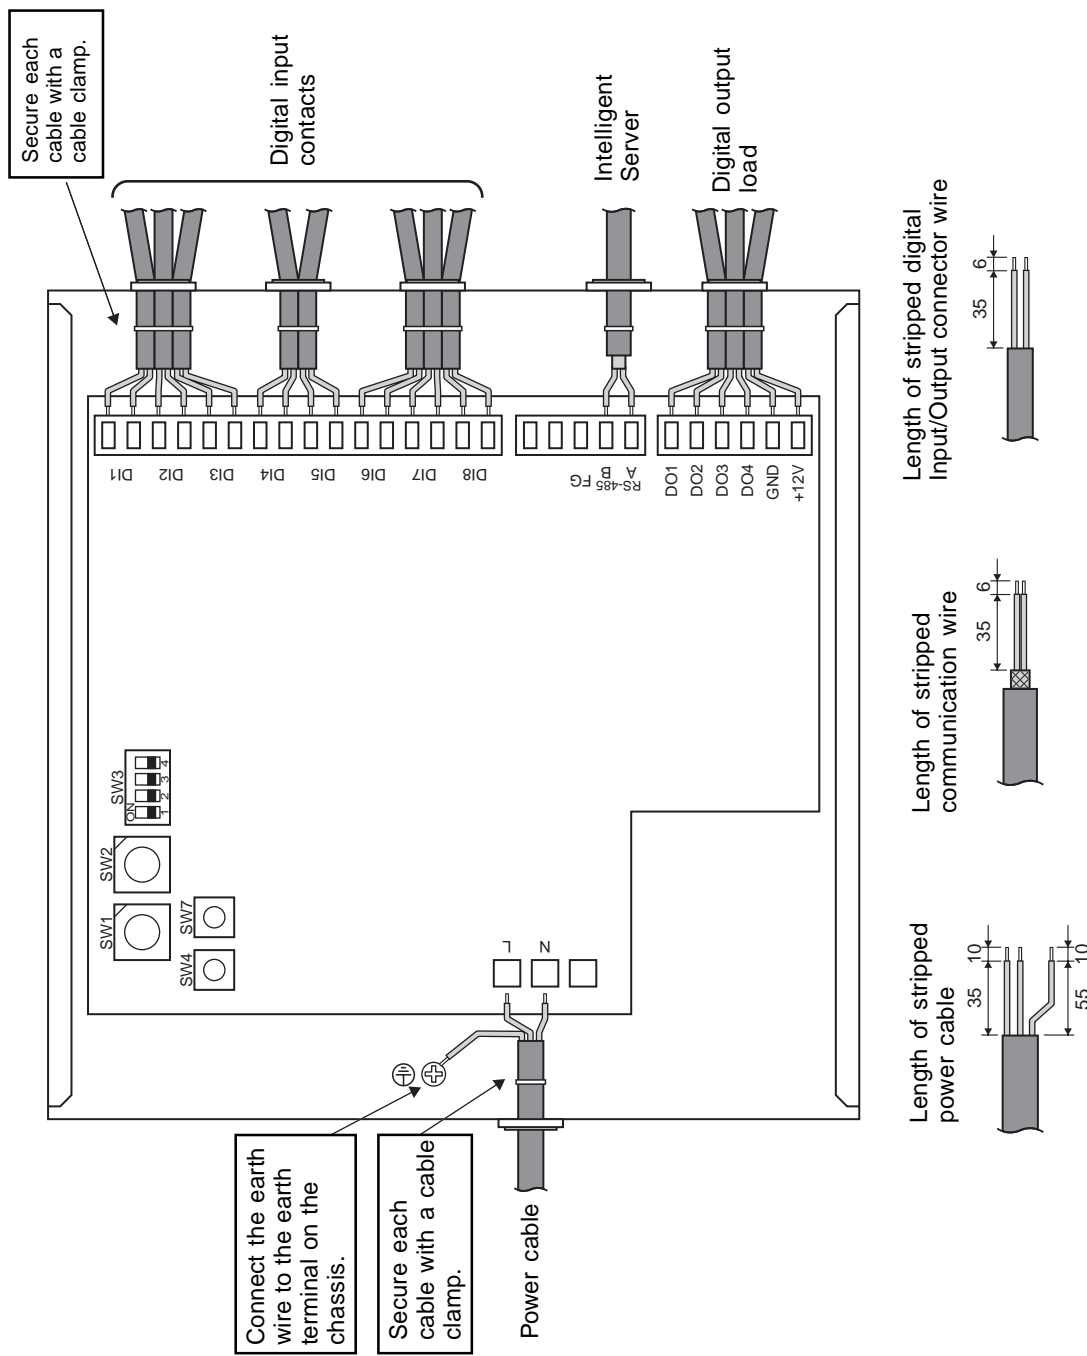 Secure each
cable with a
cable clamp.
Digital input
contacts
Intelligent
Server
Digital output
load
DI1
DI2
DI3
DI4
DI5
DI6
DI7
DI8
FG
B
A
RS-485
DO1
DO2
DO3
DO4
GND
+12V
SW3
ON
1
2
3
4
SW2
SW1
SW7
SW4
L
N
Connect the earth
wire to the earth
terminal on the
chassis.
Secure each
cable with a cable
clamp.
Power cable
Length of stripped
power cable
35
10
55
10
Length of stripped
communication wire
35
6
Length of stripped digital
Input/Output connector wire
35
6